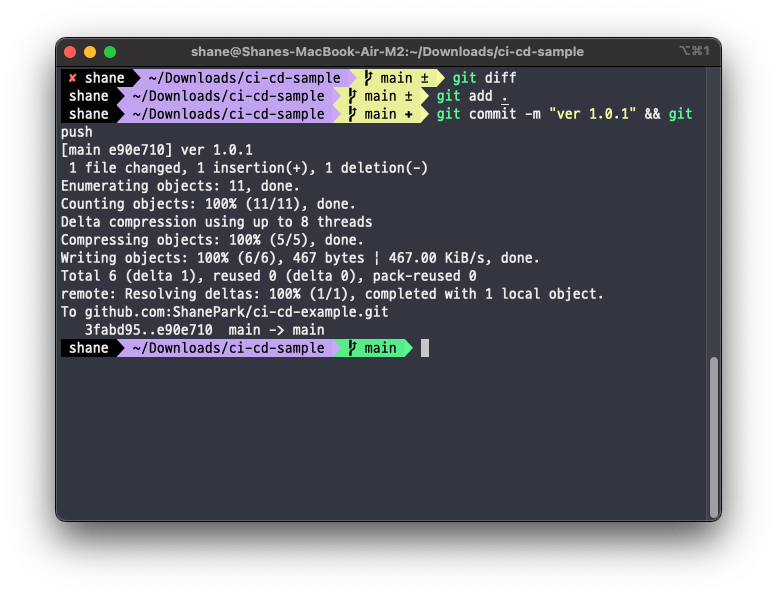 shane@Shanes-MacBook-Air-M2:~/Downloads/ci-cd-sample ⌥⌘1
✘ shane ~/Downloads/ci-cd-sample main ± git diff
shane ~/Downloads/ci-cd-sample main ± git add .
shane ~/Downloads/ci-cd-sample main + git commit -m "ver 1.0.1" && git
push
[main e90e710] ver 1.0.1
1 file changed, 1 insertion(+), 1 deletion(-)
Enumerating objects: 11, done.
Counting objects: 100% (11/11), done.
Delta compression using up to 8 threads
Compressing objects: 100% (5/5), done.
Writing objects: 100% (6/6), 467 bytes | 467.00 KiB/s, done.
Total 6 (delta 1), reused 0 (delta 0), pack-reused 0
remote: Resolving deltas: 100% (1/1), completed with 1 local object.
To github.com:ShanePark/ci-cd-example.git
3fabd95..e90e710 main -> main
shane ~/Downloads/ci-cd-sample main